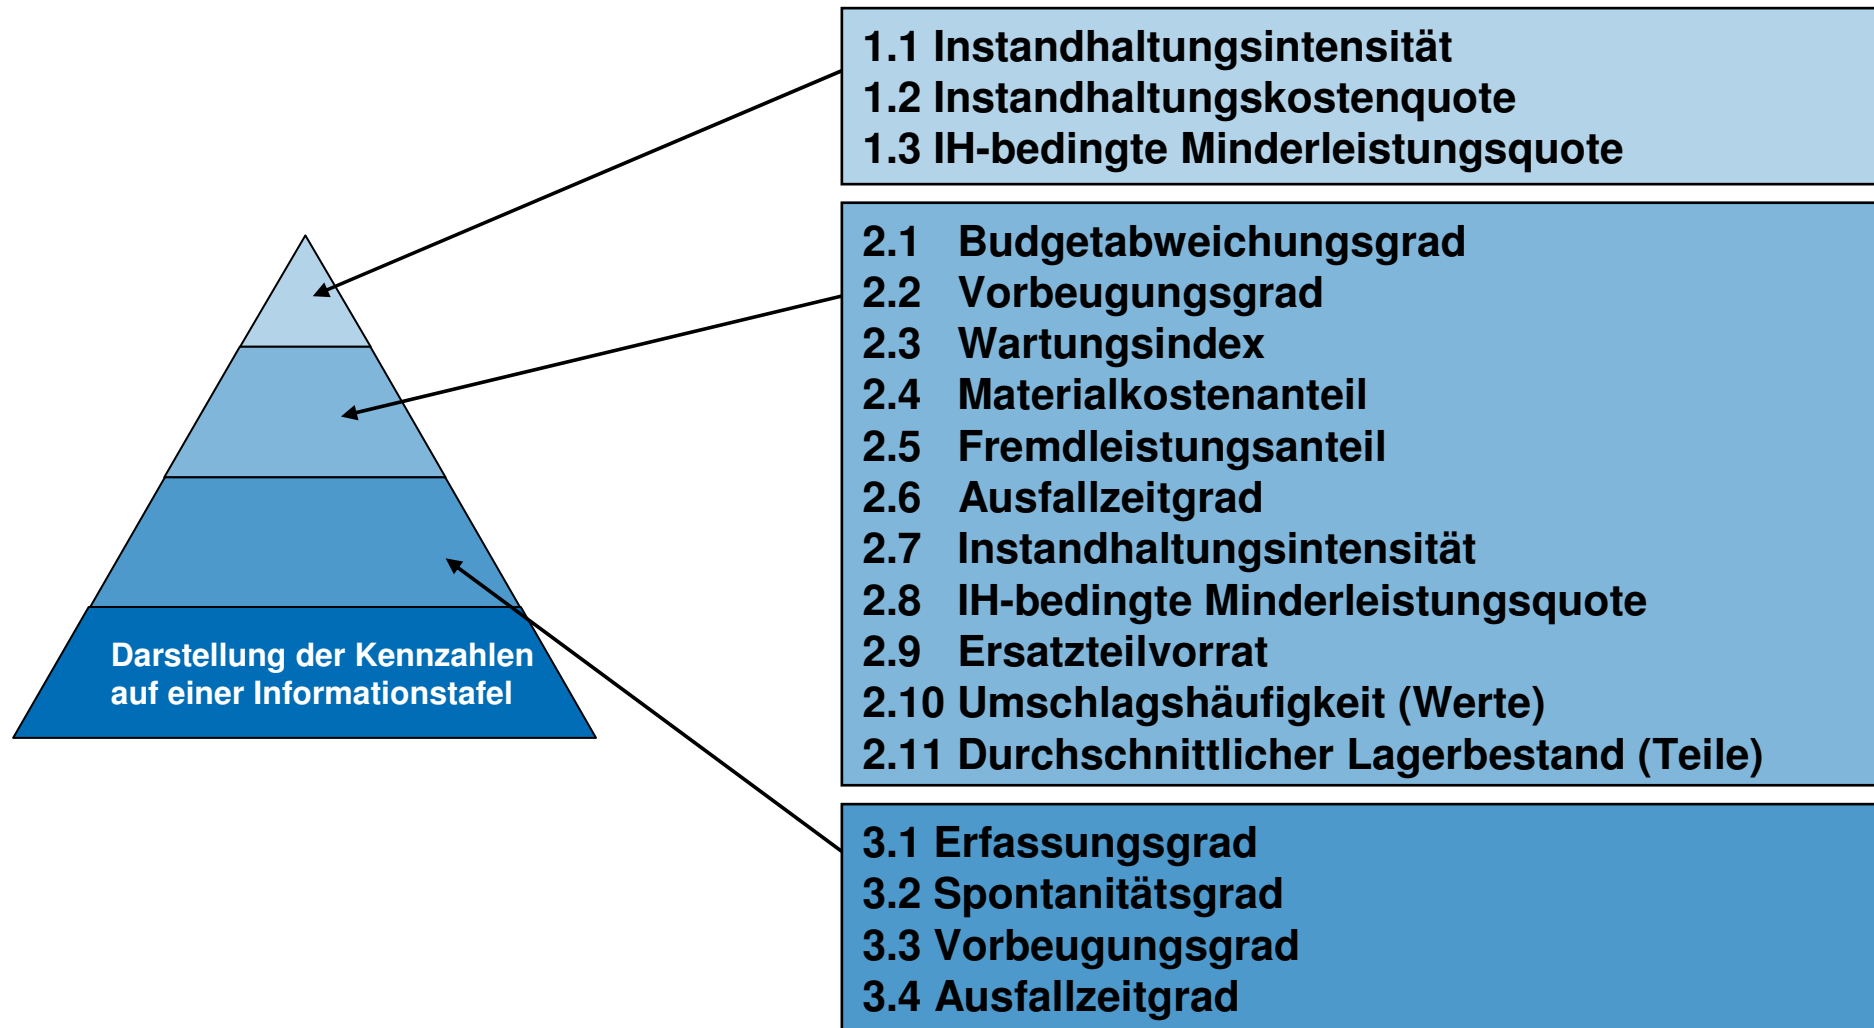 1.1 Instandhaltungsintensität
1.2 Instandhaltungskostenquote
1.3 IH-bedingte Minderleistungsquote
2.1 Budgetabweichungsgrad
2.2 Vorbeugungsgrad
2.3 Wartungsindex
2.4 Materialkostenanteil
2.5 Fremdleistungsanteil
2.6 Ausfallzeitgrad
2.7 Instandhaltungsintensität
2.8 IH-bedingte Minderleistungsquote
2.9 Ersatzteilvorrat
2.10 Umschlagshäufigkeit (Werte)
2.11 Durchschnittlicher Lagerbestand (Teile)
3.1 Erfassungsgrad
3.2 Spontanitätsgrad
3.3 Vorbeugungsgrad
3.4 Ausfallzeitgrad
Darstellung der Kennzahlen
auf einer Informationstafel